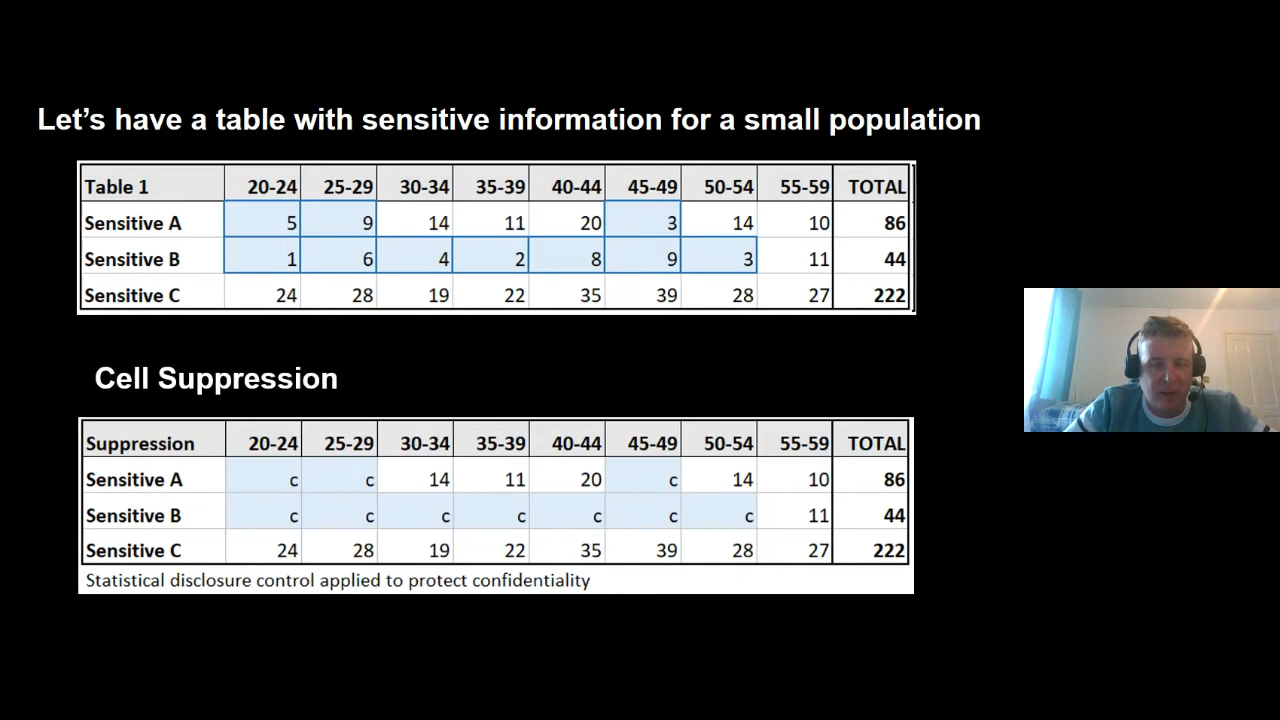 Let’s have a table with sensitive information for a small population
Table 1 20-24 25-29 30-34 35-39 40-44 45-49 50-54 55-59 TOTAL
Sensitive A 5 9 14 11 20 3 14 10 86
Sensitive B 1 6 4 2 8 9 3 11 44
Sensitive C 24 28 19 22 35 39 28 27 222
Cell Suppression
Suppression 20-24 25-29 30-34 35-39 40-44 45-49 50-54 55-59 TOTAL
Sensitive A c c 14 11 20 c 14 10 86
Sensitive B c c c c c c c 11 44
Sensitive C 24 28 19 22 35 39 28 27 222
Statistical disclosure control applied to protect confidentiality